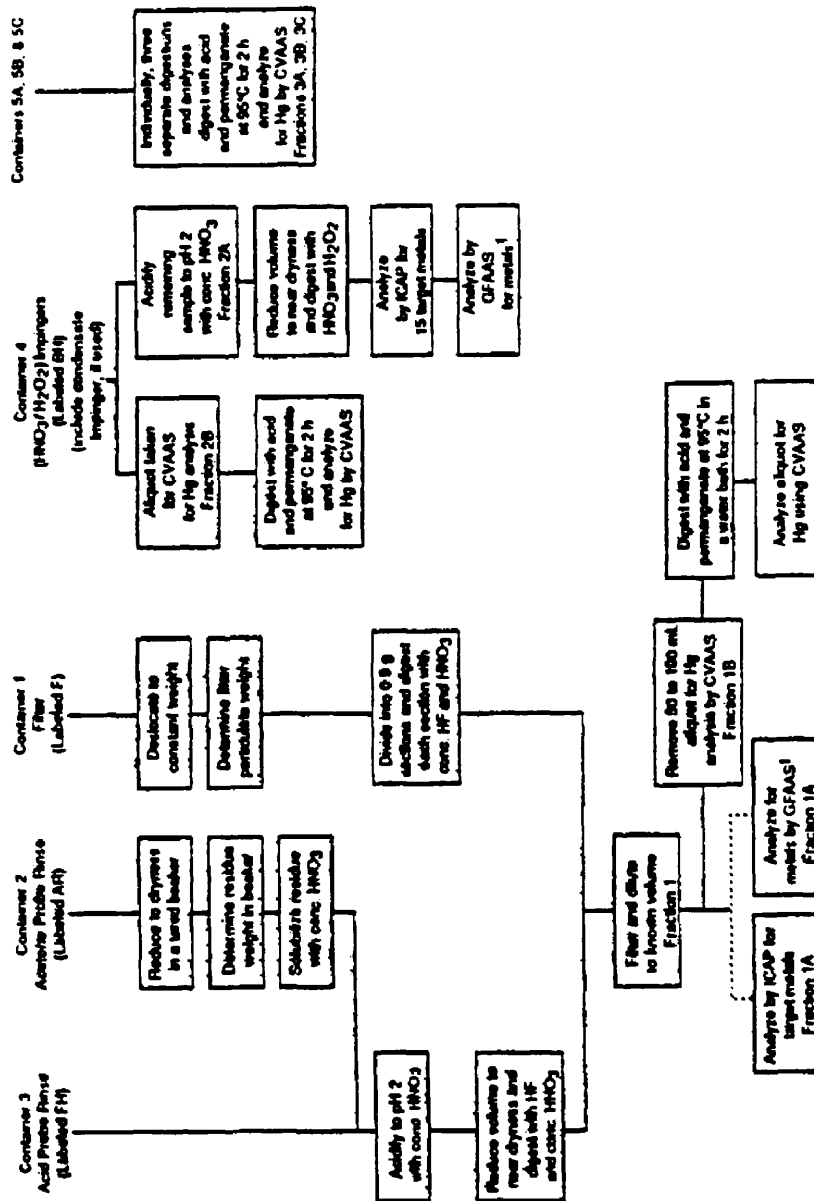 Container 3
Acid Probe Rinse
(Labeled FH)
Acidify to pH 2
with conc HNO3
Reduce volume to
near dryness and
digest with HF
and conc HNO3
Container 2
Acetone Probe Rinse
(Labeled AR)
Reduce to dryness
in a tared beaker
Determine residue
weight in beaker
Solubilize residue
with conc HNO3
Container 1
Filter
(Labeled F)
Desiccate to
constant weight
Determine filter
particulate weight
Divide into 0.5 g
sections and digest
each section with
conc HF and HNO3
Filter and dilute
to known volume
Fraction 1
Analyze by ICAP for
target metals
Fraction 1A
Analyze for
metals by GFAAS¹
Fraction 1A
Remove 50 to 100 mL
aliquot for Hg
analysis by CVAAS
Fraction 1B
Digest with acid and
permanganate at 95°C in
a water bath for 2 h
Analyze aliquot for
Hg using CVAAS
Container 4
(HNO3/H2O2) Impingers
(Labeled BH)
(include condensate
impinger, if used)
Aliquot taken
for CVAAS
for Hg analysis
Fraction 2B
Digest with acid
and permanganate
at 95°C for 2 h
and analyze
for Hg by CVAAS
Acidify
remaining
sample to pH 2
with conc HNO3
Fraction 2A
Reduce volume
to near dryness
and digest with
HNO3 and H2O2
Analyze
by ICAP for
15 target metals
Analyze by
GFAAS
for metals¹
Containers 5A, 5B, & 5C
Individually, three
separate digestions
and analyses
digest with acid
and permanganate
at 95°C for 2 h
and analyze
for Hg by CVAAS
Fractions 3A, 3B, 3C